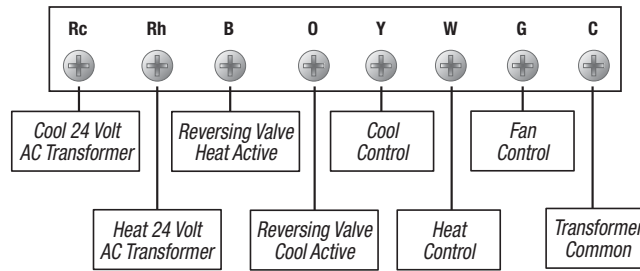 Rc Rh B O Y W G C
Cool 24 Volt
AC Transformer
Reversing Valve
Heat Active
Cool
Control
Fan
Control
Heat 24 Volt
AC Transformer
Reversing Valve
Cool Active
Heat
Control
Transformer
Common